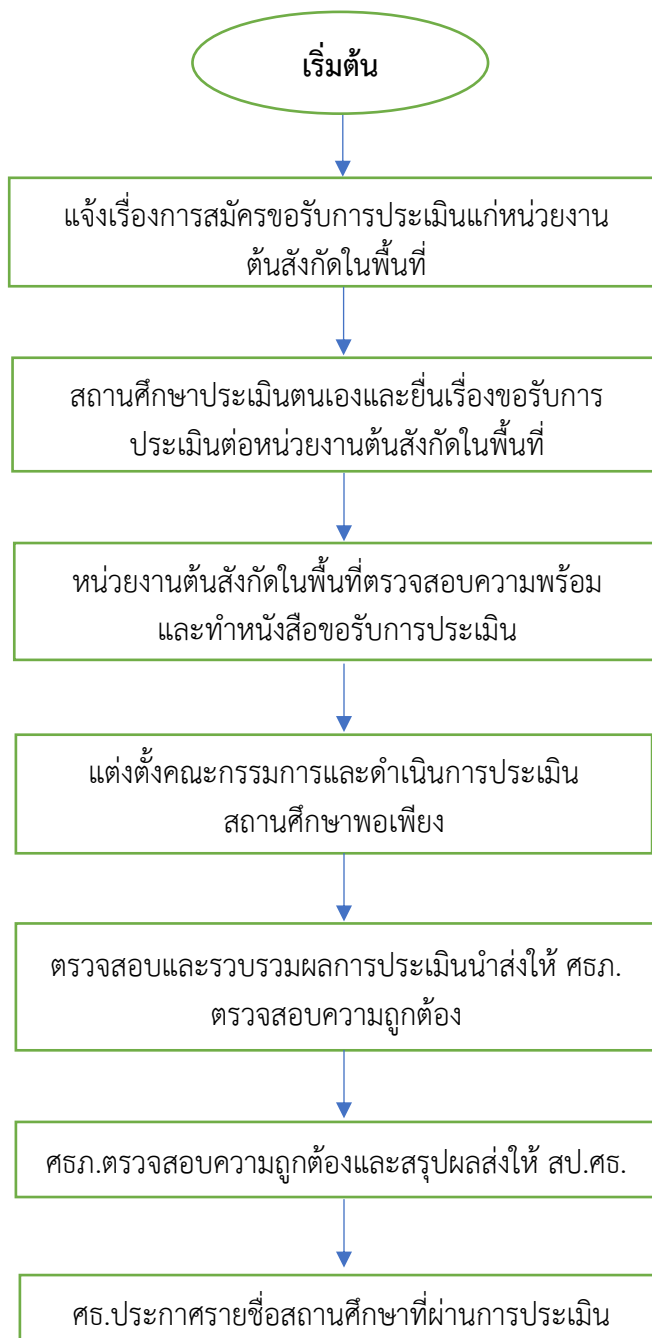 เริ่มต้น
แจ้งเรื่องการสมัครขอรับการประเมินแก่หน่วยงาน
ต้นสังกัดในพื้นที่
สถานศึกษาประเมินตนเองและยื่นเรื่องขอรับการ
ประเมินต่อหน่วยงานต้นสังกัดในพื้นที่
หน่วยงานต้นสังกัดในพื้นที่ตรวจสอบความพร้อม
และทำหนังสือขอรับการประเมิน
แต่งตั้งคณะกรรมการและดำเนินการประเมิน
สถานศึกษาพอเพียง
ตรวจสอบและรวบรวมผลการประเมินนำส่งให้ ศธภ.
ตรวจสอบความถูกต้อง
ศธภ.ตรวจสอบความถูกต้องและสรุปผลส่งให้ สป.ศธ.
ศธ.ประกาศรายชื่อสถานศึกษาที่ผ่านการประเมิน